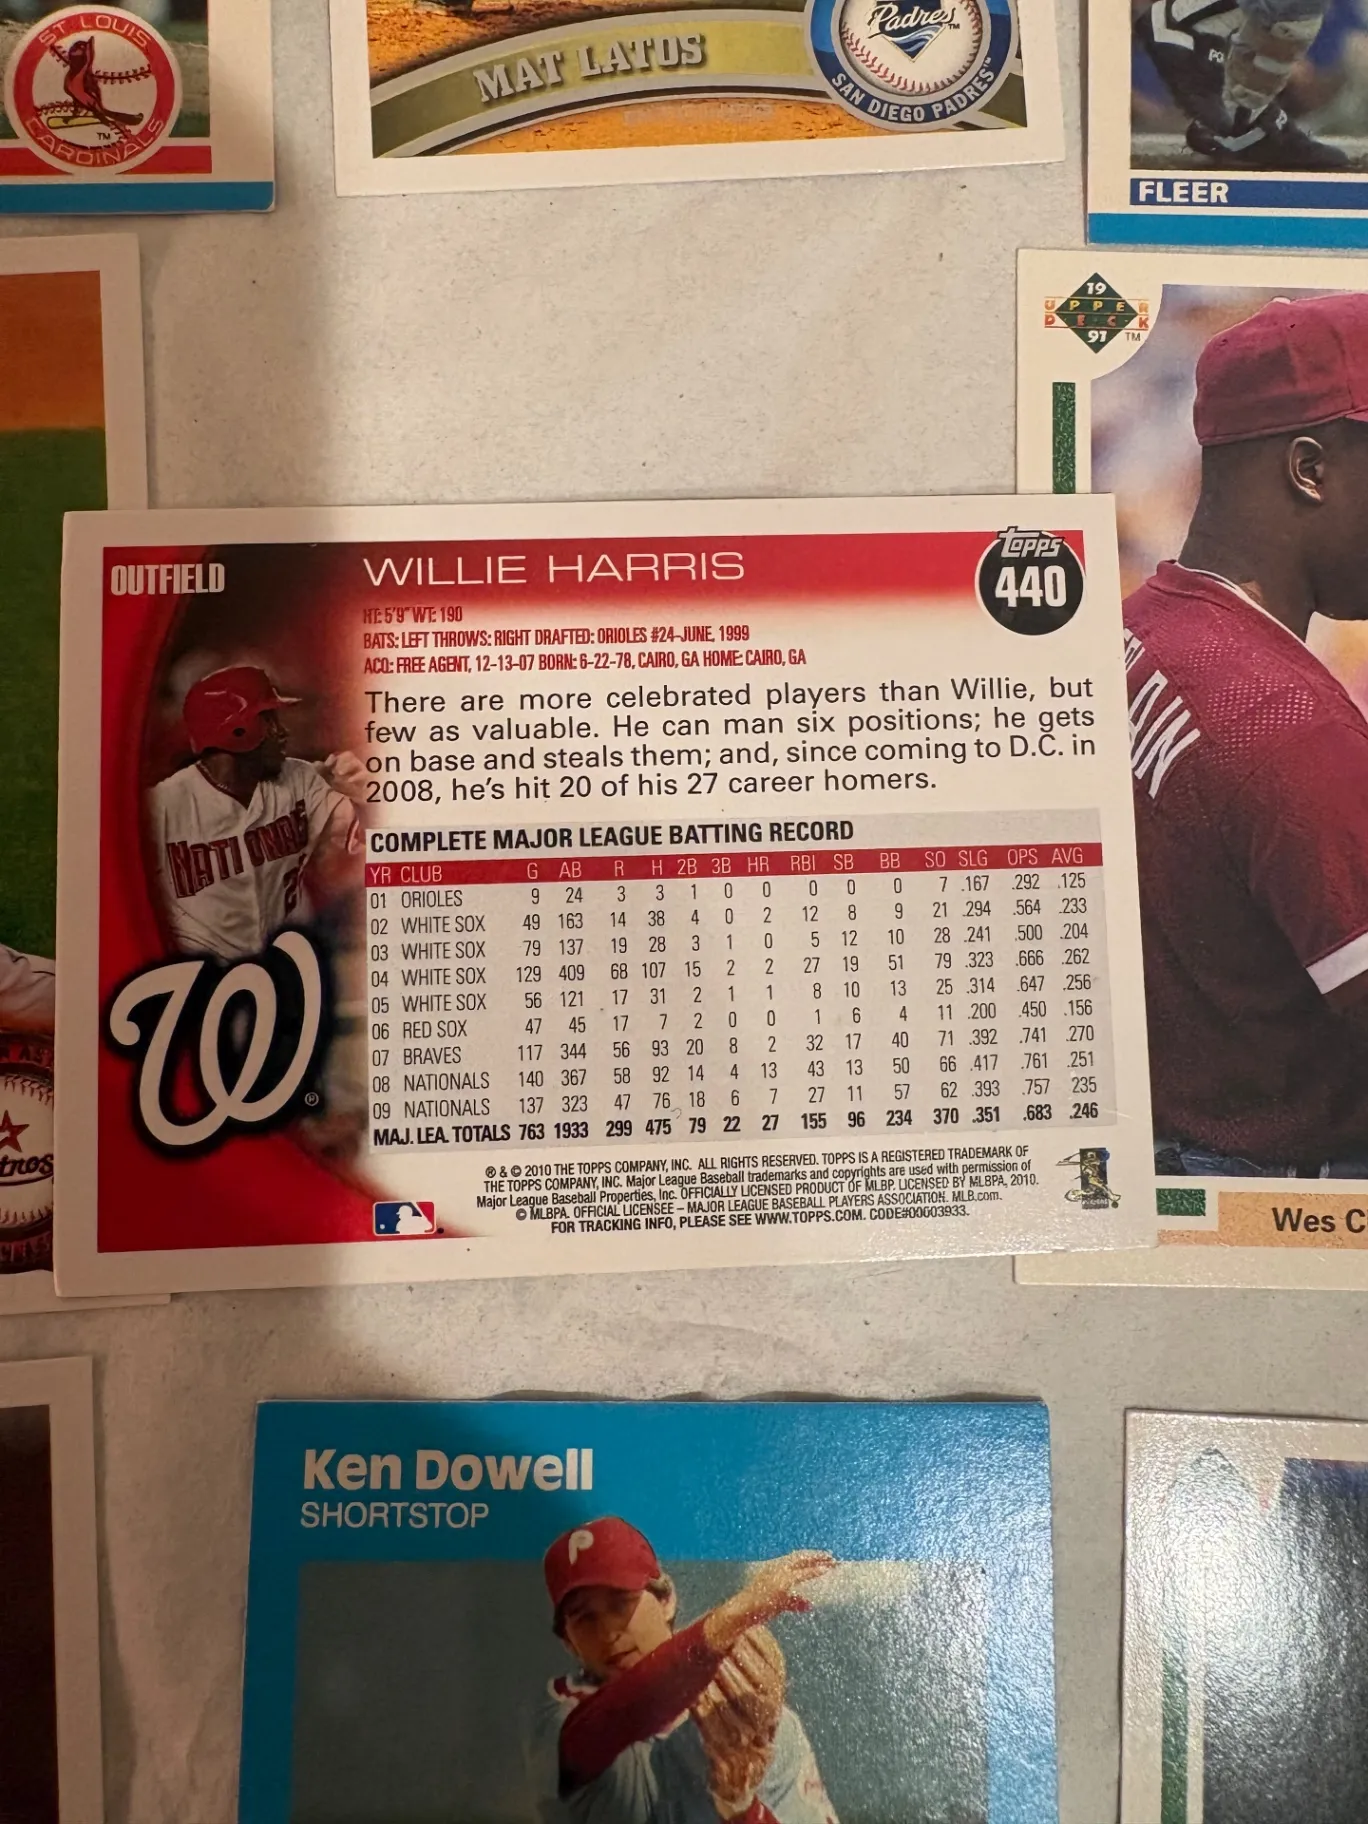 ST. LOUIS
CARDINALS
TM
MAT LATOS
Padres™
SAN DIEGO PADRES™
FLEER
19
UPPER
DECK
91 TM
OUTFIELD
WILLIE HARRIS
topps
440
HT: 5'9" WT: 190
BATS: LEFT THROWS: RIGHT DRAFTED: ORIOLES #24-JUNE, 1999
ACQ: FREE AGENT, 12-13-07 BORN: 6-22-78, CAIRO, GA HOME: CAIRO, GA
There are more celebrated players than Willie, but
few as valuable. He can man six positions; he gets
on base and steals them; and, since coming to D.C. in
2008, he's hit 20 of his 27 career homers.
COMPLETE MAJOR LEAGUE BATTING RECORD
YR CLUB G AB R H 2B 3B HR RBI SB BB SO SLG OPS AVG
01 ORIOLES 9 24 3 3 1 0 0 0 0 0 7 .167 .292 .125
02 WHITE SOX 49 163 14 38 4 0 2 12 8 9 21 .294 .564 .233
03 WHITE SOX 79 137 19 28 3 1 0 5 12 10 28 .241 .500 .204
04 WHITE SOX 129 409 68 107 15 2 2 27 19 51 79 .323 .666 .262
05 WHITE SOX 56 121 17 31 2 1 1 8 10 13 25 .314 .647 .256
06 RED SOX 47 45 17 7 2 0 0 1 6 4 11 .200 .450 .156
07 BRAVES 117 344 56 93 20 8 2 32 17 40 71 .392 .741 .270
08 NATIONALS 140 367 58 92 14 4 13 43 13 50 66 .417 .761 .251
09 NATIONALS 137 323 47 76 18 6 7 27 11 57 62 .393 .757 .235
MAJ. LEA. TOTALS 763 1933 299 475 79 22 27 155 96 234 370 .351 .683 .246
® & © 2010 THE TOPPS COMPANY, INC. ALL RIGHTS RESERVED. TOPPS IS A REGISTERED TRADEMARK OF
THE TOPPS COMPANY, INC. Major League Baseball trademarks and copyrights are used with permission of
Major League Baseball Properties, Inc. OFFICIALLY LICENSED PRODUCT OF MLBP. LICENSED BY MLBPA, 2010.
© MLBPA. OFFICIAL LICENSEE – MAJOR LEAGUE BASEBALL PLAYERS ASSOCIATION. MLB.com.
FOR TRACKING INFO, PLEASE SEE WWW.TOPPS.COM. CODE#00003933.
NATIONALS
W®
Wes C
Ken Dowell
SHORTSTOP
P